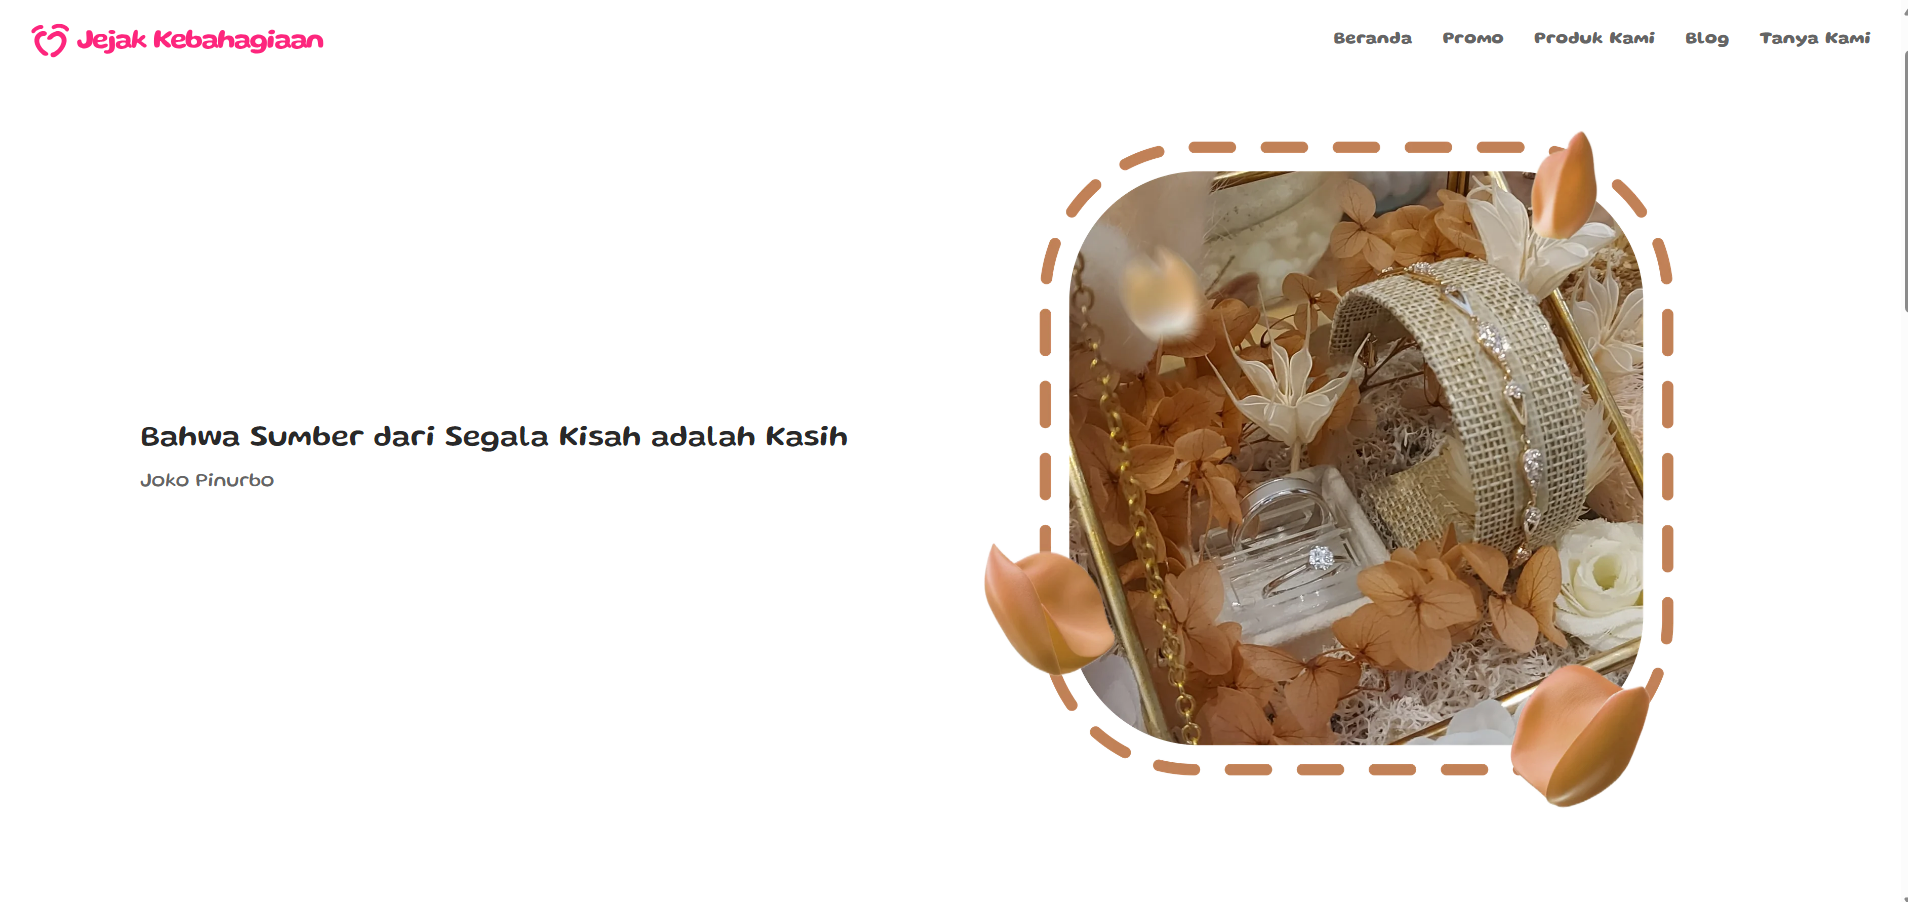 Jejak Kebahagiaan
Beranda Promo Produk Kami Blog Tanya Kami
Bahwa Sumber dari Segala Kisah adalah Kasih
Joko Pinurbo